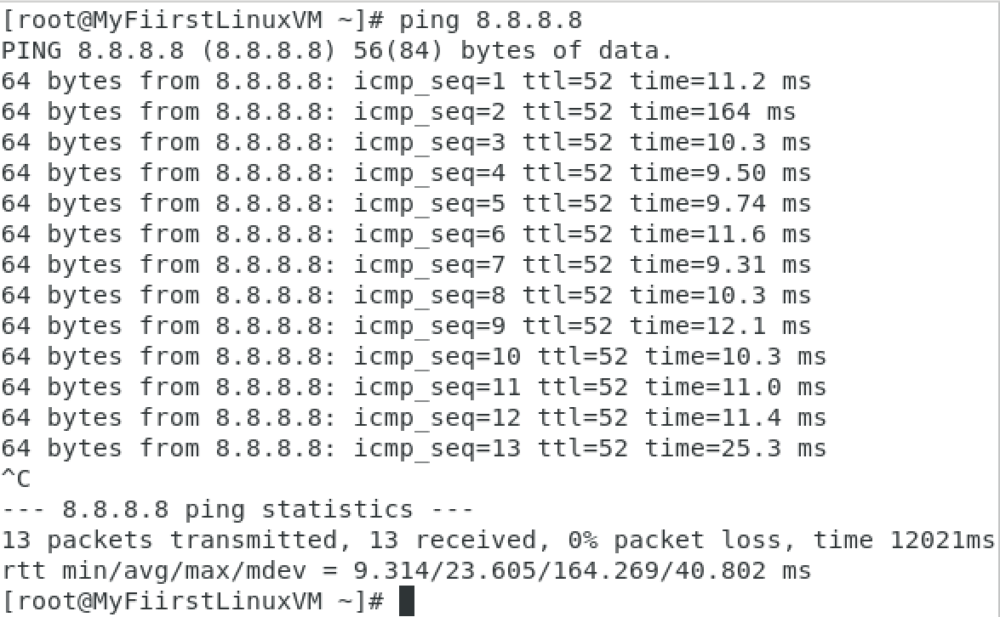 [root@MyFiirstLinuxVM ~]# ping 8.8.8.8
PING 8.8.8.8 (8.8.8.8) 56(84) bytes of data.
64 bytes from 8.8.8.8: icmp_seq=1 ttl=52 time=11.2 ms
64 bytes from 8.8.8.8: icmp_seq=2 ttl=52 time=164 ms
64 bytes from 8.8.8.8: icmp_seq=3 ttl=52 time=10.3 ms
64 bytes from 8.8.8.8: icmp_seq=4 ttl=52 time=9.50 ms
64 bytes from 8.8.8.8: icmp_seq=5 ttl=52 time=9.74 ms
64 bytes from 8.8.8.8: icmp_seq=6 ttl=52 time=11.6 ms
64 bytes from 8.8.8.8: icmp_seq=7 ttl=52 time=9.31 ms
64 bytes from 8.8.8.8: icmp_seq=8 ttl=52 time=10.3 ms
64 bytes from 8.8.8.8: icmp_seq=9 ttl=52 time=12.1 ms
64 bytes from 8.8.8.8: icmp_seq=10 ttl=52 time=10.3 ms
64 bytes from 8.8.8.8: icmp_seq=11 ttl=52 time=11.0 ms
64 bytes from 8.8.8.8: icmp_seq=12 ttl=52 time=11.4 ms
64 bytes from 8.8.8.8: icmp_seq=13 ttl=52 time=25.3 ms
^C
--- 8.8.8.8 ping statistics ---
13 packets transmitted, 13 received, 0% packet loss, time 12021ms
rtt min/avg/max/mdev = 9.314/23.605/164.269/40.802 ms
[root@MyFiirstLinuxVM ~]#